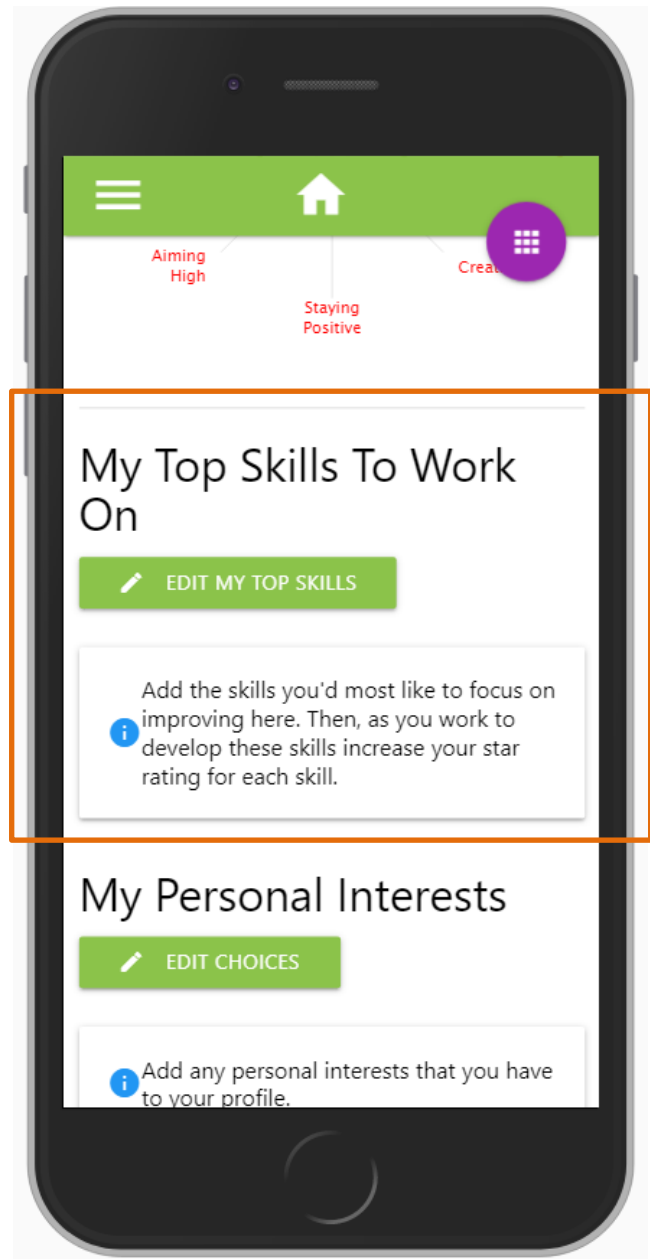 Aiming
High
Staying
Positive
My Top Skills To Work
On
EDIT MY TOP SKILLS
Add the skills you'd most like to focus on
improving here. Then, as you work to
develop these skills increase your star
rating for each skill.
My Personal Interests
EDIT CHOICES
Add any personal interests that you have
to your profile.